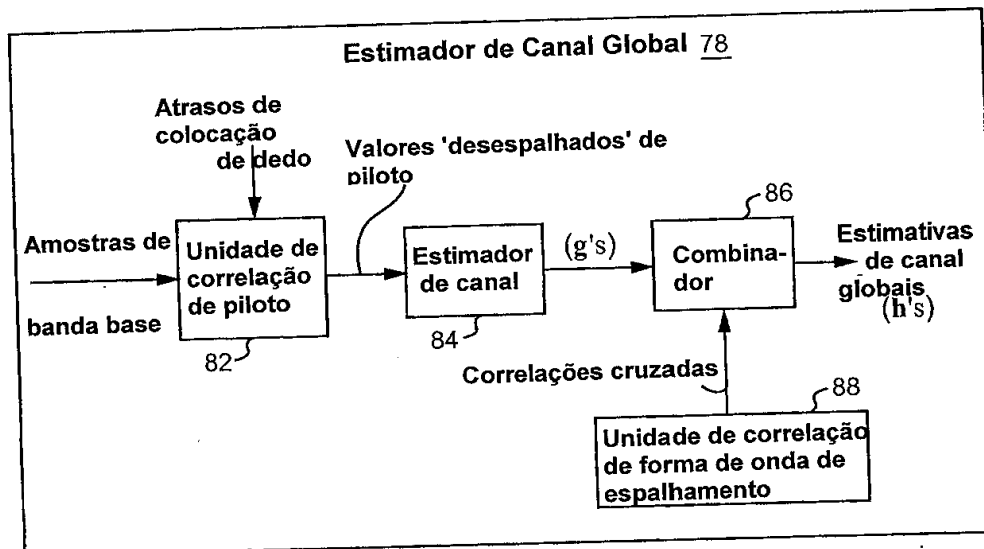 Estimador de Canal Global 78
Atrasos de
colocação
de dedo
Valores 'desespalhados' de
piloto
86
Amostras de
banda base
Unidade de
correlação
de piloto
82
Estimador
de canal
84
(g's)
Combina-
dor
Estimativas
de canal
globais
(h's)
Correlações cruzadas
88
Unidade de correlação
de forma de onda de
espalhamento